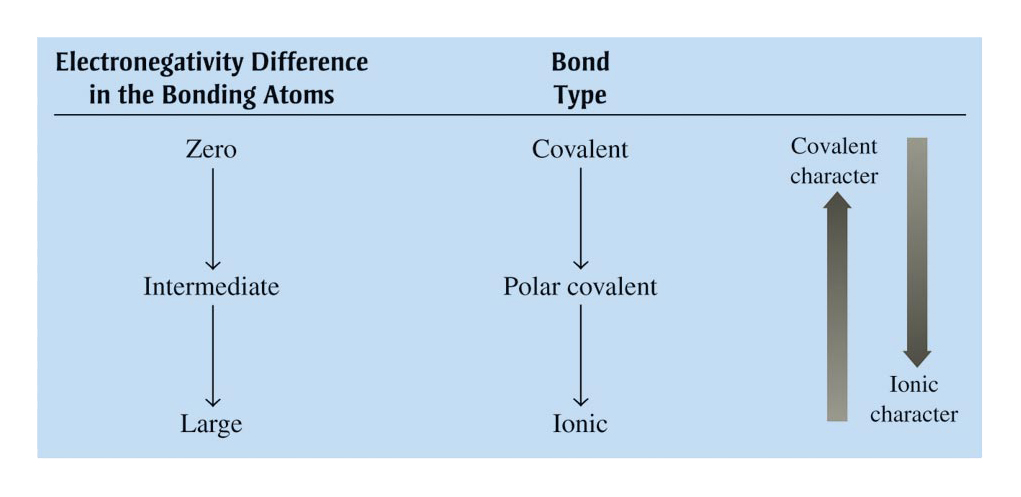 Electronegativity Difference
in the Bonding Atoms
Bond
Type
Zero
Covalent
Covalent
character
Intermediate
Polar covalent
Large
Ionic
Ionic
character